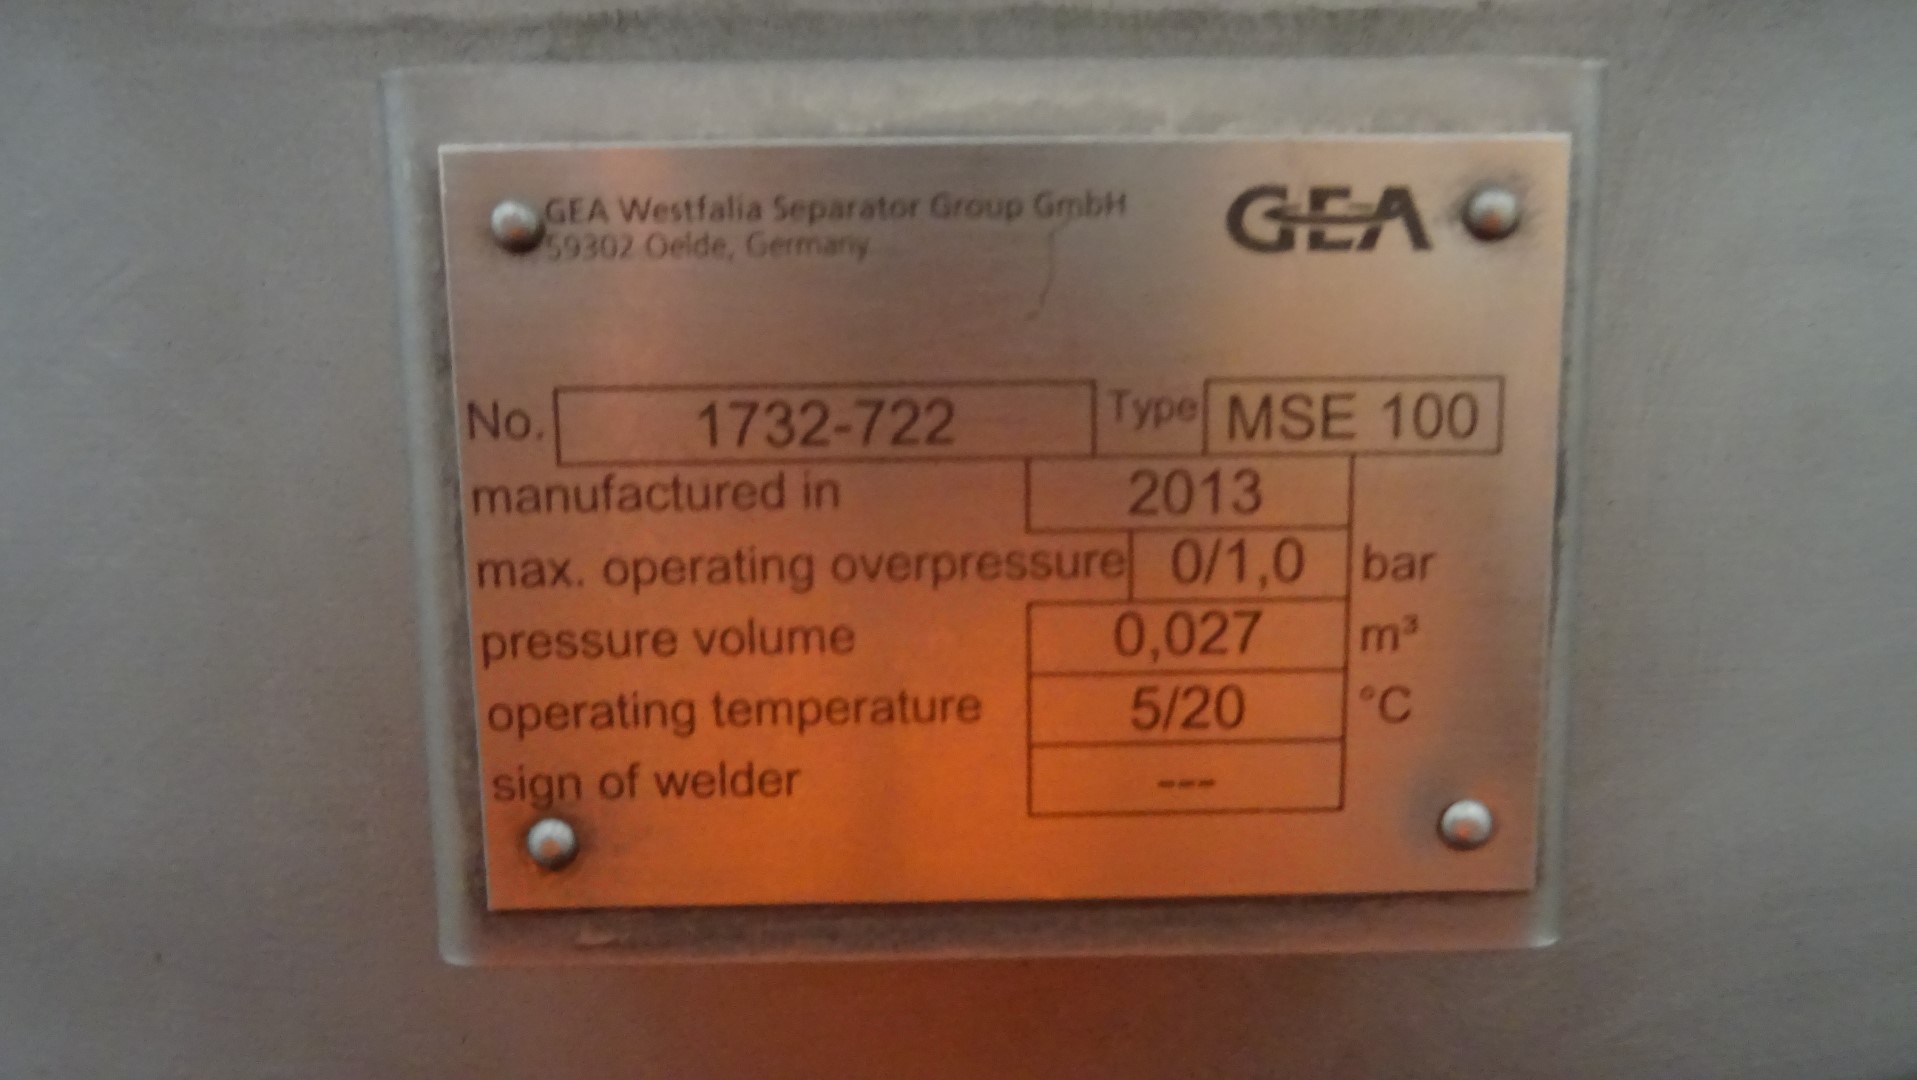 GEA Westfalia Separator Group GmbH
59302 Oelde, Germany
GEA
No. 1732-722 Type MSE 100
manufactured in 2013
max. operating overpressure 0/1,0 bar
pressure volume 0,027 m³
operating temperature 5/20 °C
sign of welder ---